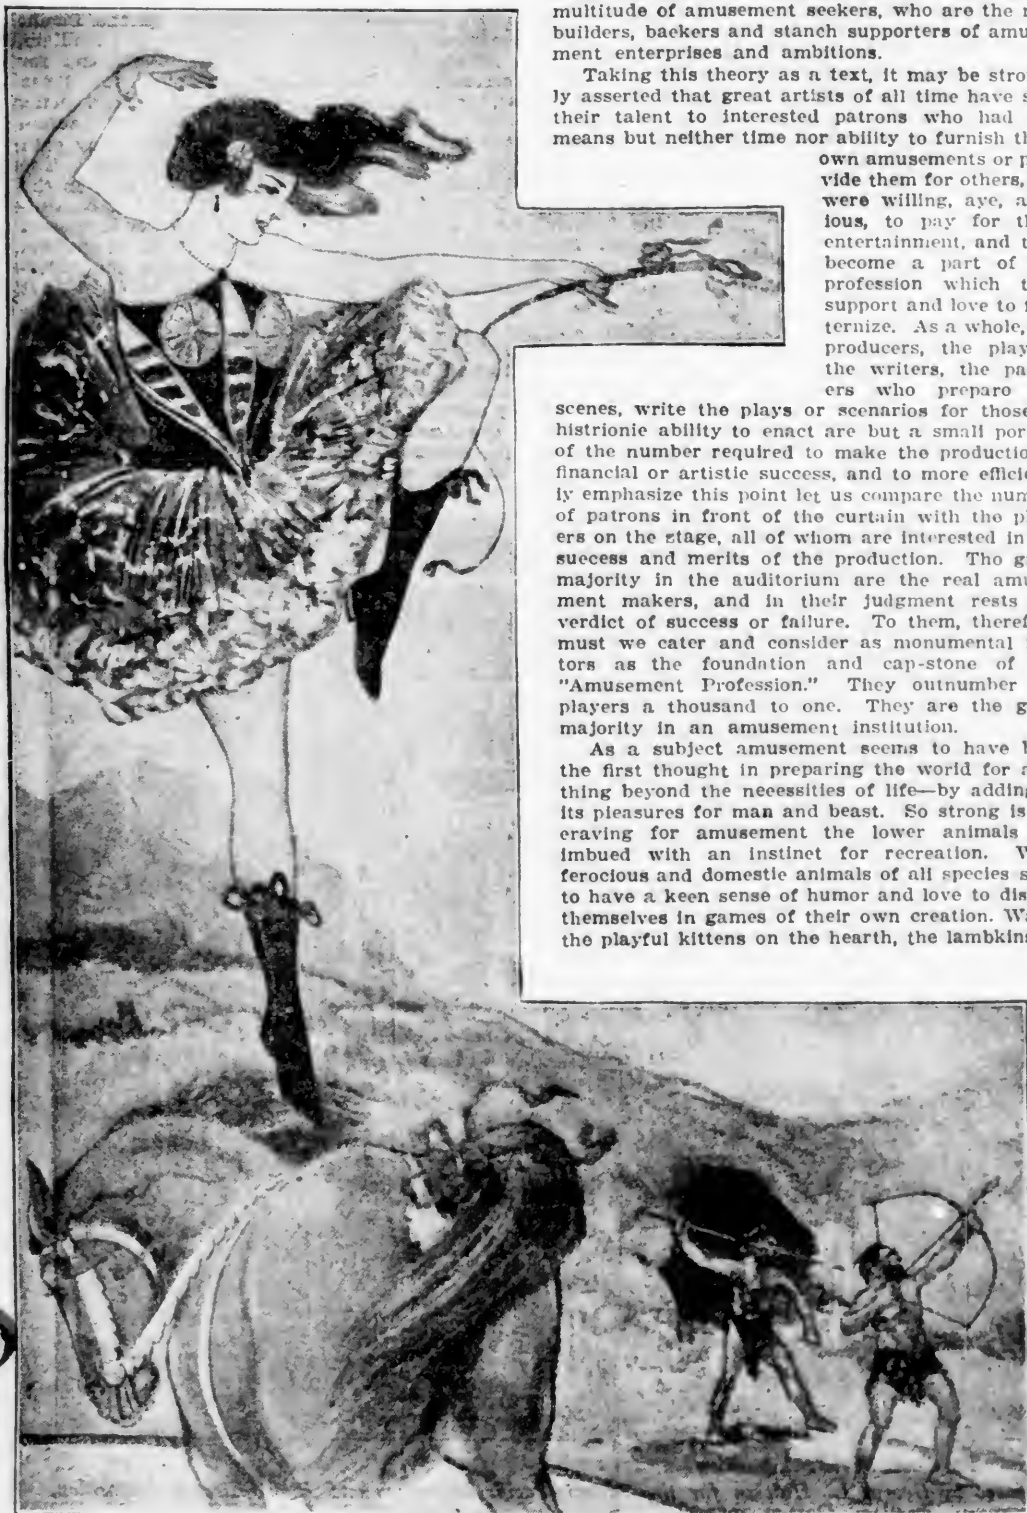 multitude of amusement seekers, who are the
builders, backers and stanch supporters of amu
ment enterprises and ambitions.
Taking this theory as a text, it may be stro
ly asserted that great artists of all time have s
their talent to interested patrons who had
means but neither time nor ability to furnish th
own amusements or p
vide them for others,
were willing, aye, a
ious, to pay for th
entertainment, and t
become a part of
profession which t
support and love to f
ternize. As a whole,
producers, the play
the writers, the pa
ers who prepare
scenes, write the plays or scenarios for those
histrionic ability to enact are but a small por
of the number required to make the productio
financial or artistic success, and to more efficie
ly emphasize this point let us compare the num
of patrons in front of the curtain with the pl
ers on the stage, all of whom are interested in
success and merits of the production. The g
majority in the auditorium are the real amu
ment makers, and in their judgment rests
verdict of success or failure. To them, theref
must we cater and consider as monumental
tors as the foundation and cap-stone of
"Amusement Profession." They outnumber
players a thousand to one. They are the g
majority in an amusement institution.
As a subject amusement seems to have b
the first thought in preparing the world for a
thing beyond the necessities of life—by adding
its pleasures for man and beast. So strong is
craving for amusement the lower animals
imbued with an instinct for recreation. W
ferocious and domestic animals of all species s
to have a keen sense of humor and love to dis
themselves in games of their own creation. Wa
the playful kittens on the hearth, the lambkins